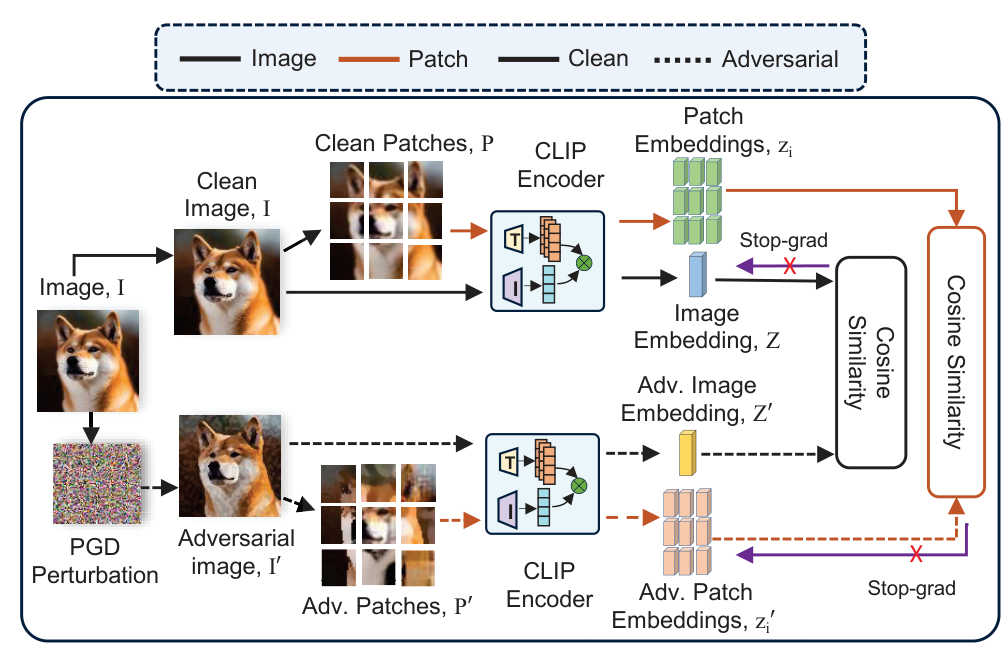 Image
Patch
Clean
Adversarial
Clean Patches, P
Patch
Embeddings, zi
CLIP
Encoder
Clean
Image, I
Stop-grad
X
T
I
Image, I
Image
Embedding, Z
Cosine
Similarity
Cosine Similarity
Adv. Image
Embedding, Z′
T
I
PGD
Perturbation
Adversarial
image, I′
Adv. Patches, P′
CLIP
Encoder
Adv. Patch
Embeddings, zi′
X
Stop-grad